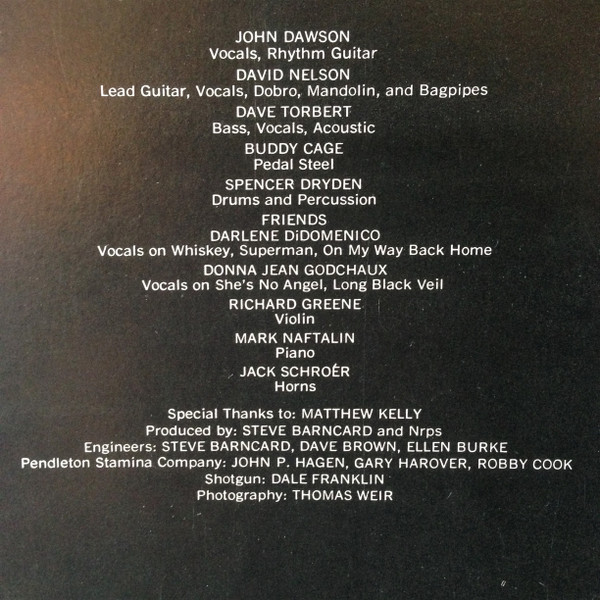 JOHN DAWSON
Vocals, Rhythm Guitar
DAVID NELSON
Lead Guitar, Vocals, Dobro, Mandolin, and Bagpipes
DAVE TORBERT
Bass, Vocals, Acoustic
BUDDY CAGE
Pedal Steel
SPENCER DRYDEN
Drums and Percussion
FRIENDS
DARLENE DiDOMENICO
Vocals on Whiskey, Superman, On My Way Back Home
DONNA JEAN GODCHAUX
Vocals on She's No Angel, Long Black Veil
RICHARD GREENE
Violin
MARK NAFTALIN
Piano
JACK SCHROÉR
Horns
Special Thanks to: MATTHEW KELLY
Produced by: STEVE BARNCARD and Nrps
Engineers: STEVE BARNCARD, DAVE BROWN, ELLEN BURKE
Pendleton Stamina Company: JOHN P. HAGEN, GARY HAROVER, ROBBY COOK
Shotgun: DALE FRANKLIN
Photography: THOMAS WEIR